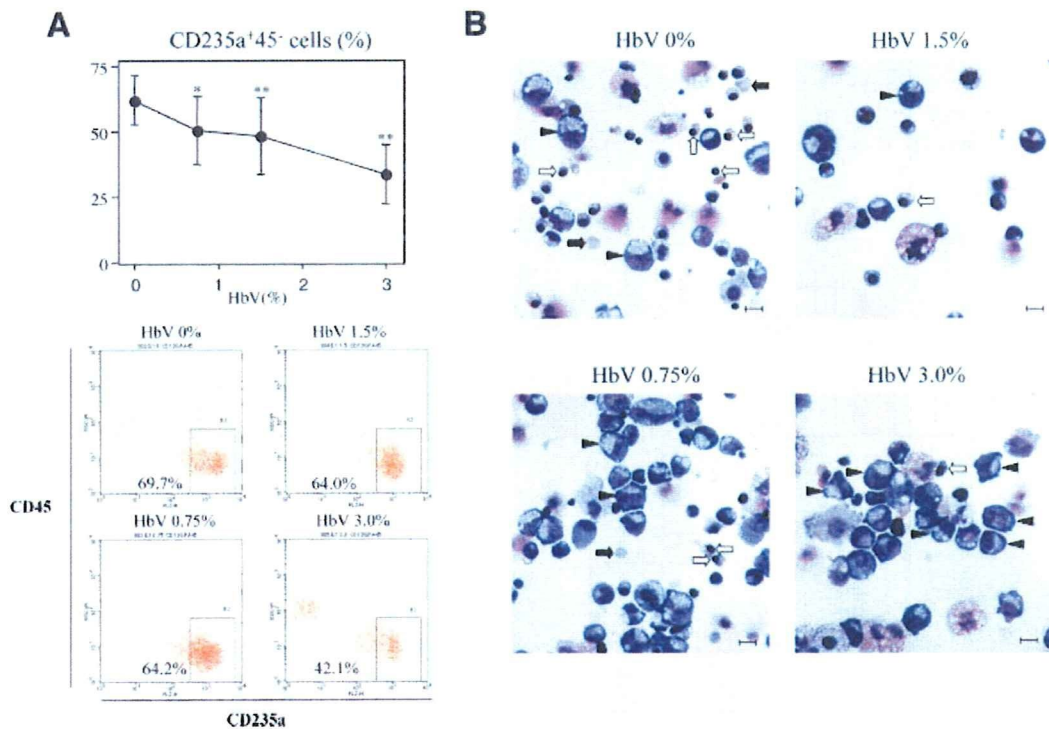 A
CD235a+45- cells (%)
75
50
25
0
* ** **
0 1 2 3
HbV(%)
HbV 0% HbV 1.5%
69.7% 64.0%
CD45
HbV 0.75% HbV 3.0%
64.2% 42.1%
CD235a
B
HbV 0% HbV 1.5%
HbV 0.75% HbV 3.0%